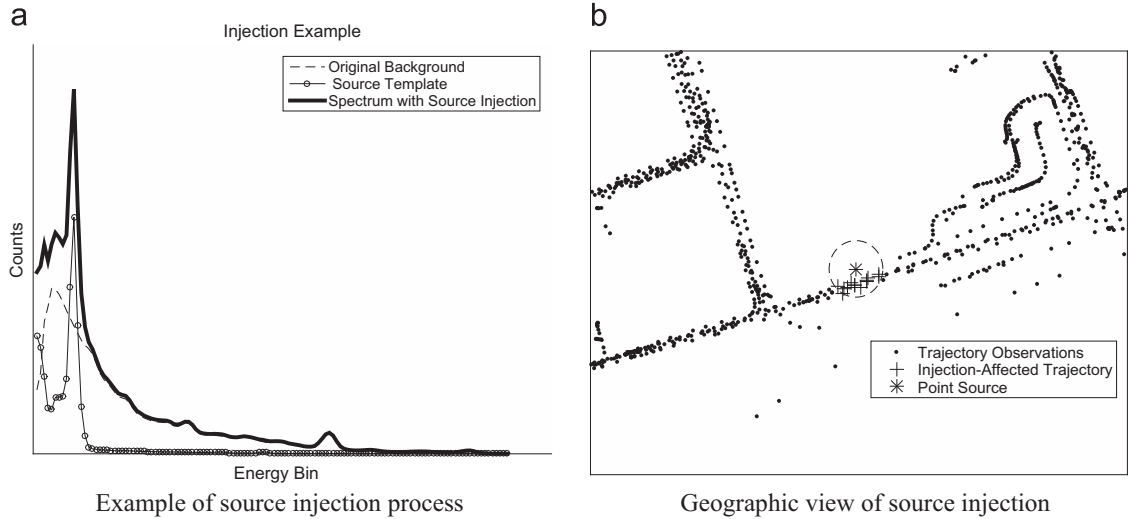 a
Injection Example
Original Background
Source Template
Spectrum with Source Injection
Counts
Energy Bin
Example of source injection process
b
Trajectory Observations
Injection-Affected Trajectory
Point Source
Geographic view of source injection